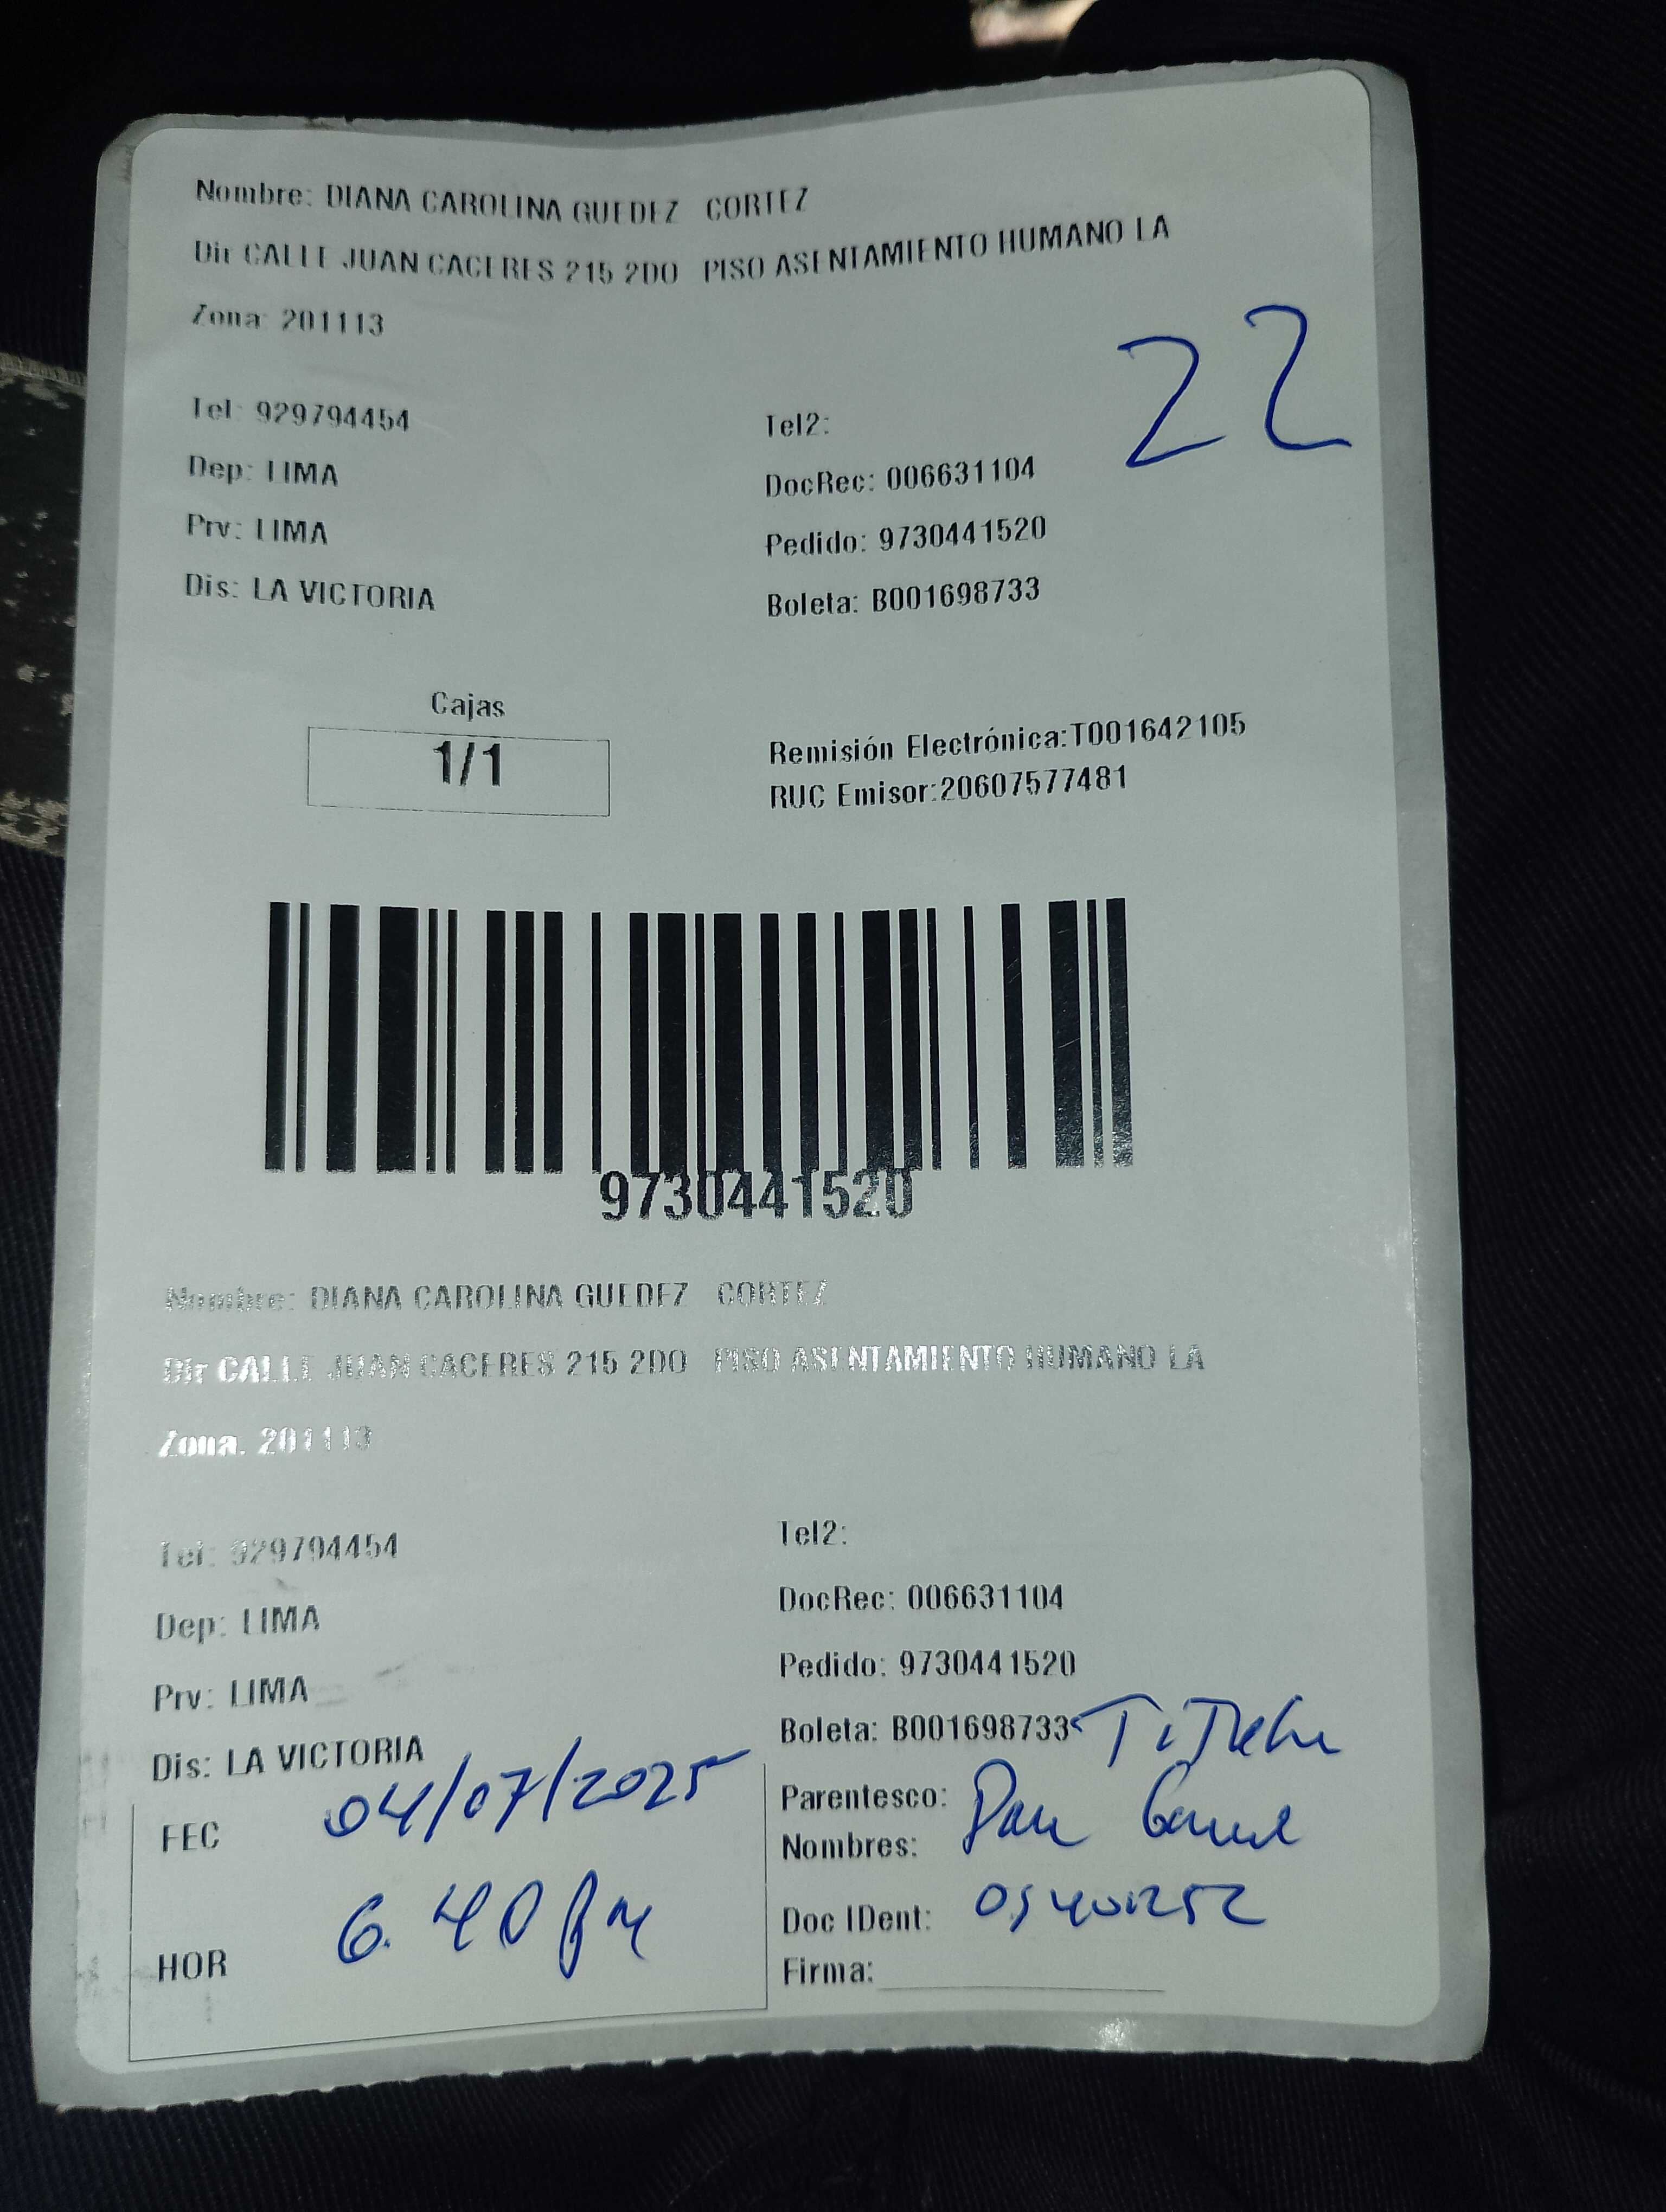 Nombre: DIANA CAROLINA GUEDEZ CORTEZ
Dir CALLE JUAN CACERES 215 2DO PISO ASENTAMIENTO HUMANO LA
Zona: 201113
22
Tel: 929794454
Tel2:
Dep: LIMA
DocRec: 006631104
Prv: LIMA
Pedido: 9730441520
Dis: LA VICTORIA
Boleta: B001698733
Cajas
1/1
Remisión Electrónica:T001642105
RUC Emisor:20607577481
9730441520
Nombre: DIANA CAROLINA GUEDEZ CORTEZ
Dir CALLE JUAN CACERES 215 2DO PISO ASENTAMIENTO HUMANO LA
Zona: 201113
Tel: 929794454
Tel2:
Dep: LIMA
DocRec: 006631104
Prv: LIMA
Pedido: 9730441520
Dis: LA VICTORIA
Boleta: B001698733
FEC 04/07/2025
HOR 6.40 pm
Parentesco:
Nombres:
Doc IDent:
Firma: